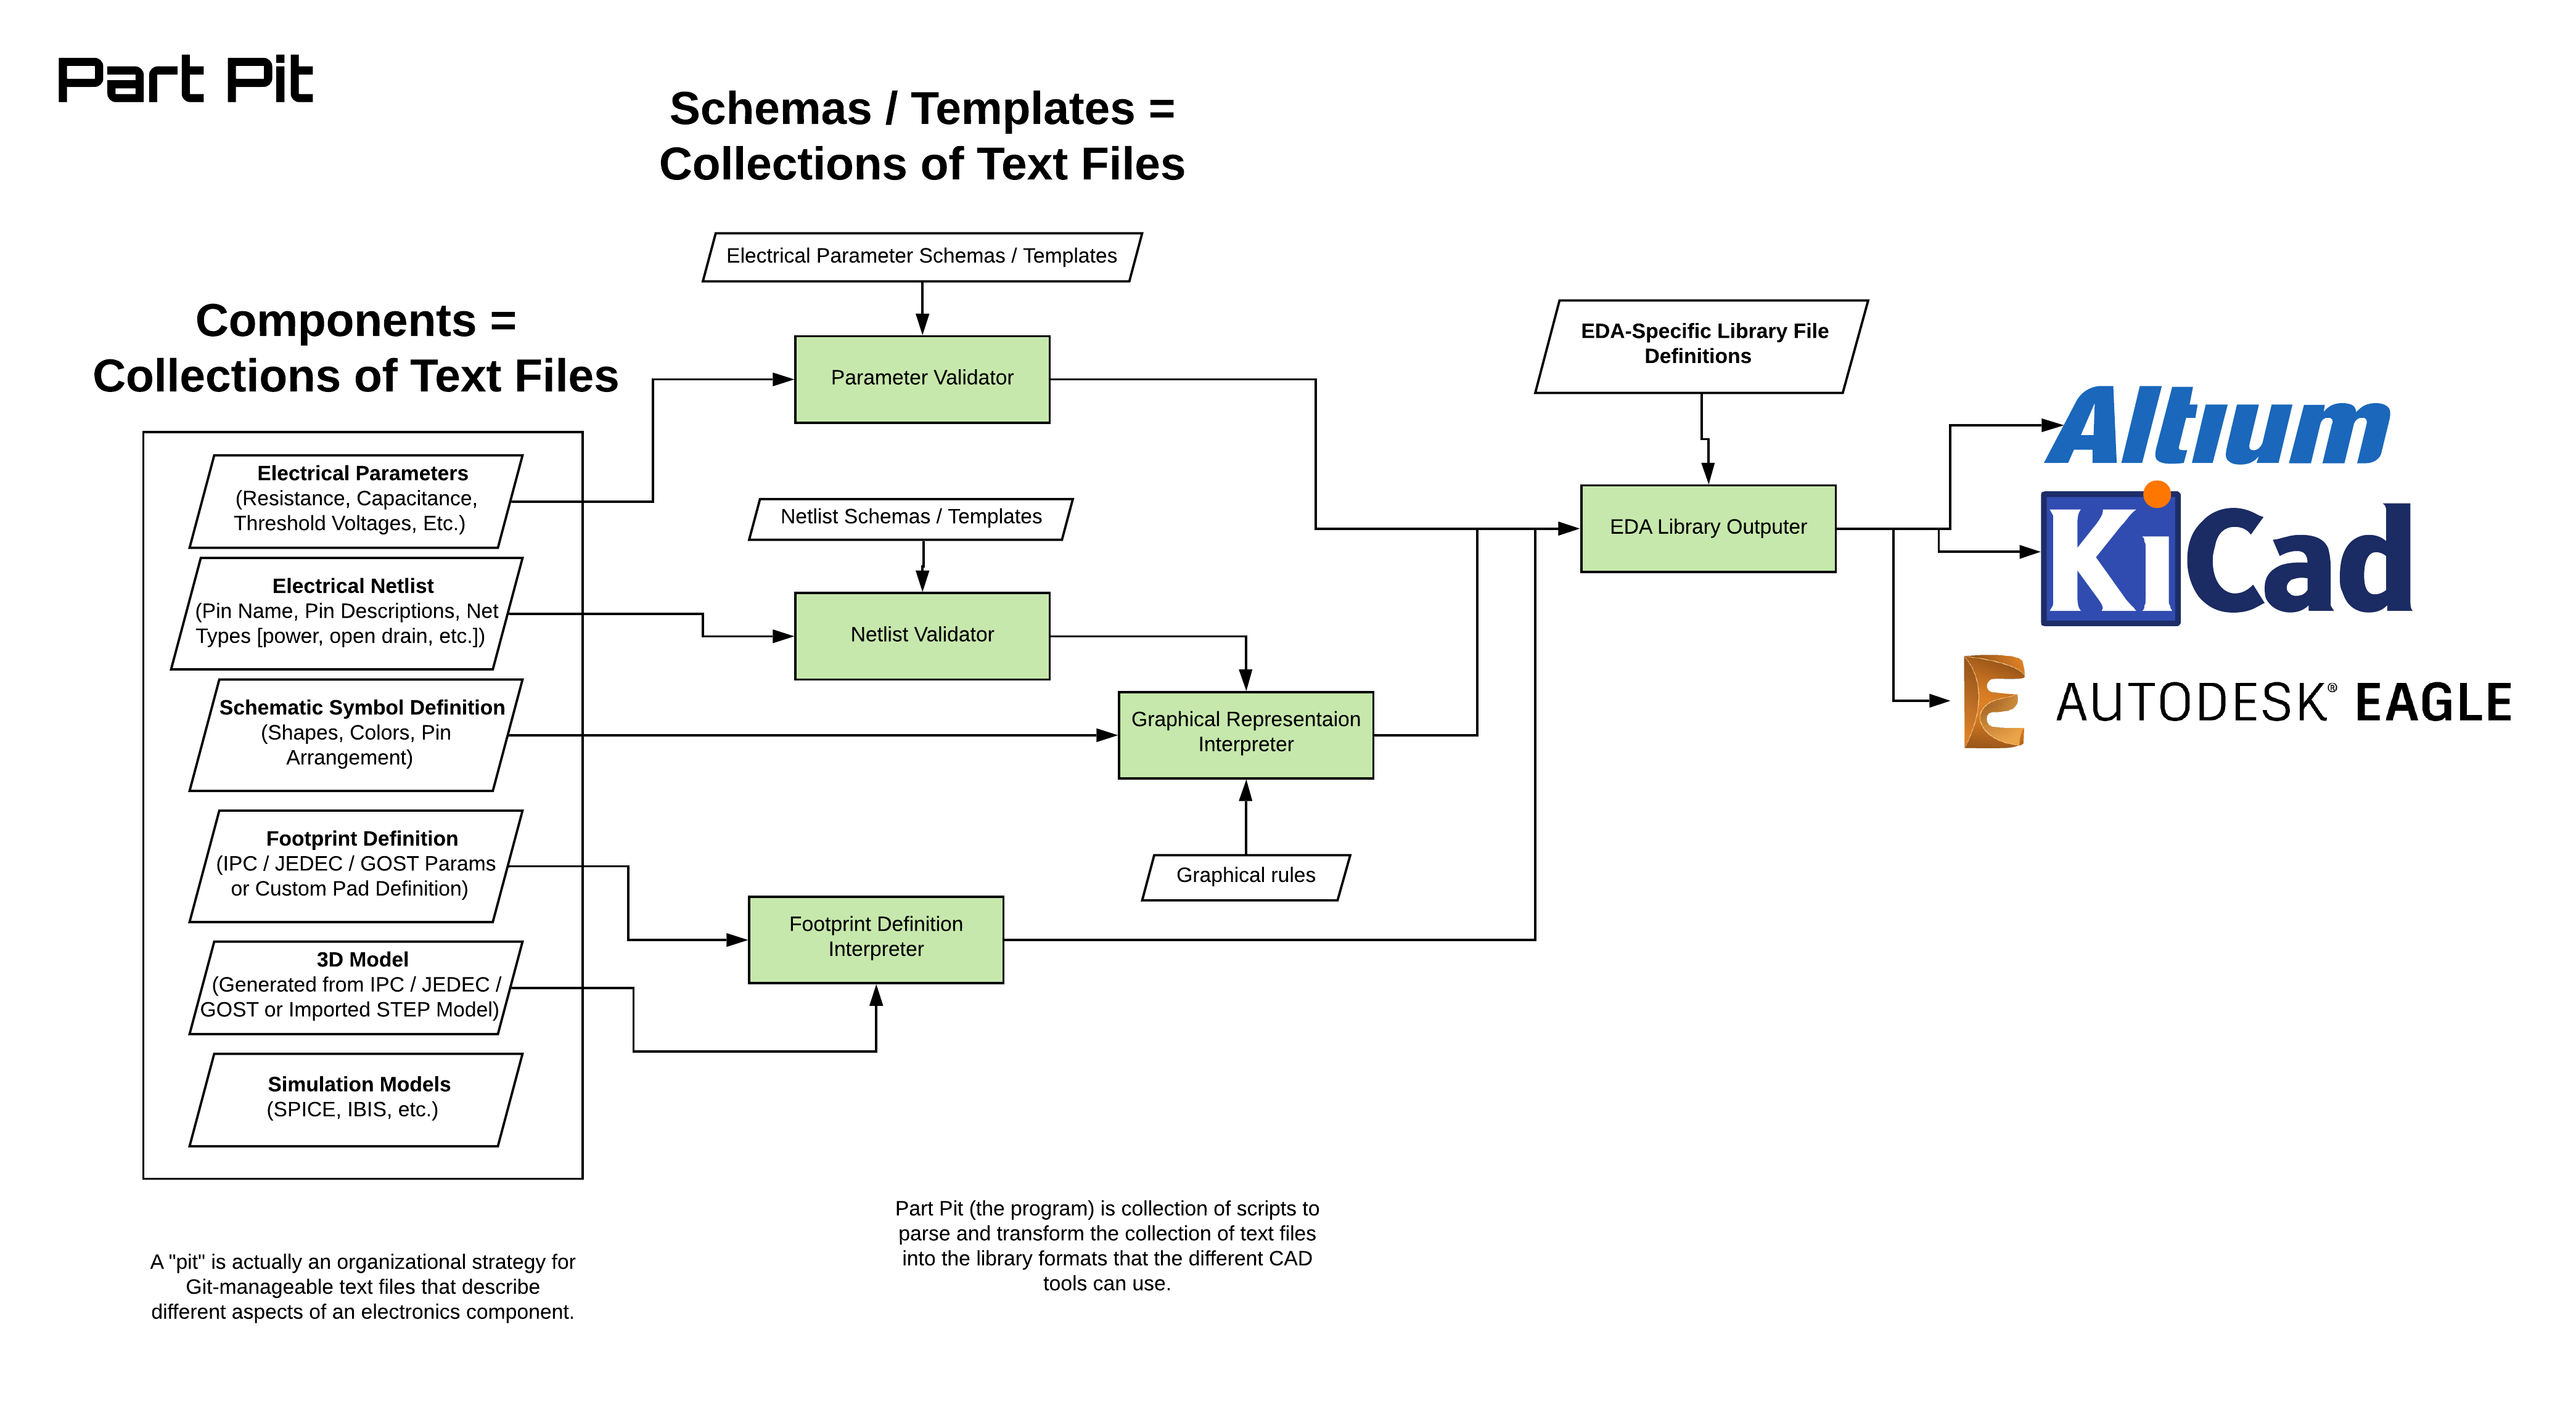 Part Pit
Schemas / Templates =
Collections of Text Files
Electrical Parameter Schemas / Templates
Components =
Collections of Text Files
Parameter Validator
EDA-Specific Library File
Definitions
Altium
Electrical Parameters
(Resistance, Capacitance,
Threshold Voltages, Etc.)
Netlist Schemas / Templates
EDA Library Outputer
KiCad
Electrical Netlist
(Pin Name, Pin Descriptions, Net
Types [power, open drain, etc.])
Netlist Validator
E AUTODESK® EAGLE
Schematic Symbol Definition
(Shapes, Colors, Pin
Arrangement)
Graphical Representaion
Interpreter
Footprint Definition
(IPC / JEDEC / GOST Params
or Custom Pad Definition)
Graphical rules
Footprint Definition
Interpreter
3D Model
(Generated from IPC / JEDEC /
GOST or Imported STEP Model)
Simulation Models
(SPICE, IBIS, etc.)
A "pit" is actually an organizational strategy for
Git-manageable text files that describe
different aspects of an electronics component.
Part Pit (the program) is collection of scripts to
parse and transform the collection of text files
into the library formats that the different CAD
tools can use.